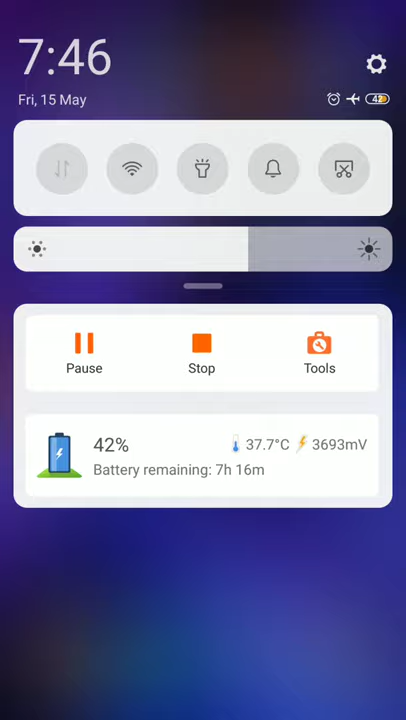 7:46
Fri, 15 May
42
Pause
Stop
Tools
42%
37.7°C
3693mV
Battery remaining: 7h 16m